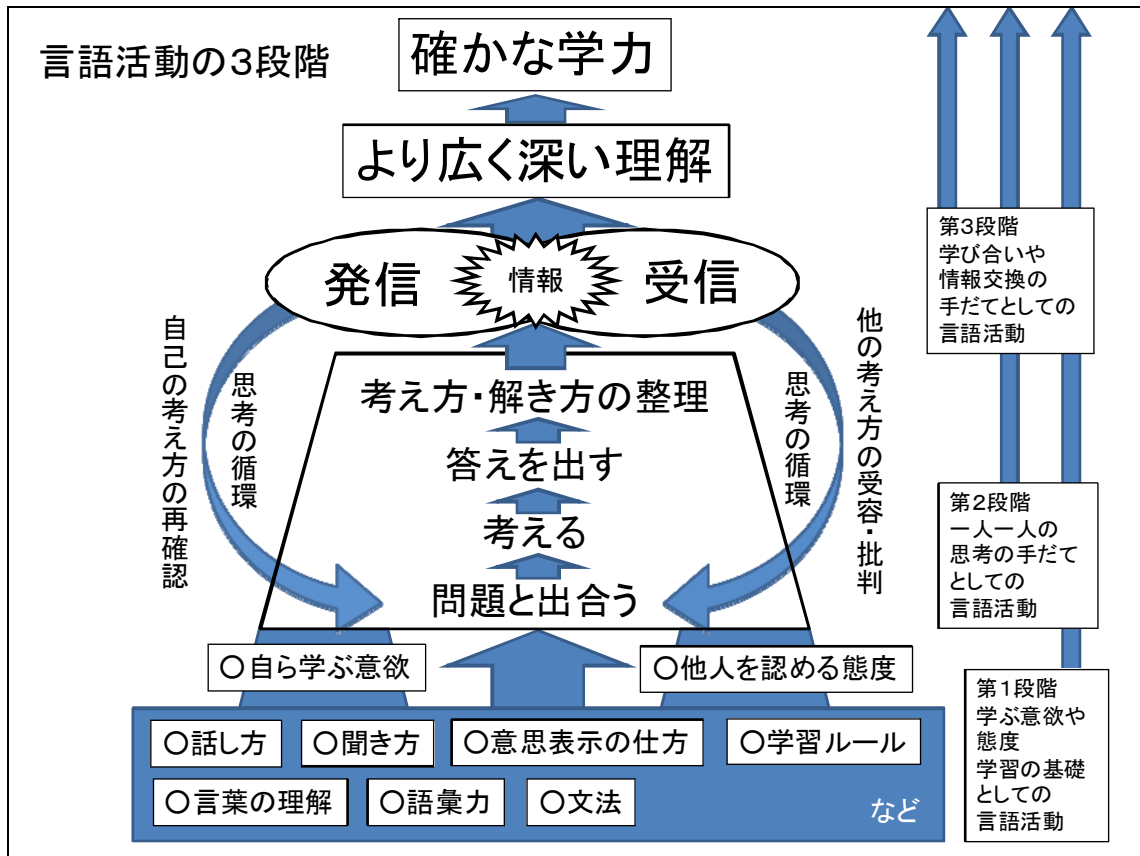 言語活動の３段階
確かな学力
より広く深い理解
発信
情報
受信
自己の考え方の再確認
思考の循環
他の考え方の受容・批判
思考の循環
考え方・解き方の整理
答えを出す
考える
問題と出合う
○自ら学ぶ意欲
○他人を認める態度
○話し方
○聞き方
○意思表示の仕方
○学習ルール
○言葉の理解
○語彙力
○文法
など
第３段階
学び合いや
情報交換の
手だてとしての
言語活動
第２段階
一人一人の
思考の手だて
としての
言語活動
第１段階
学ぶ意欲や
態度
学習の基礎
としての
言語活動